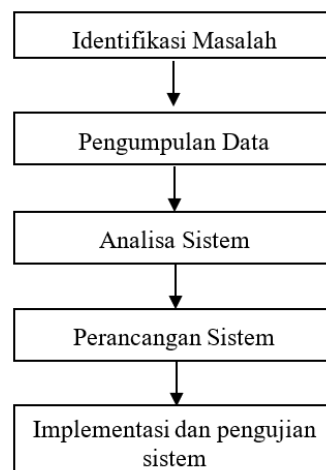 Identifikasi Masalah
Pengumpulan Data
Analisa Sistem
Perancangan Sistem
Implementasi dan pengujian
sistem